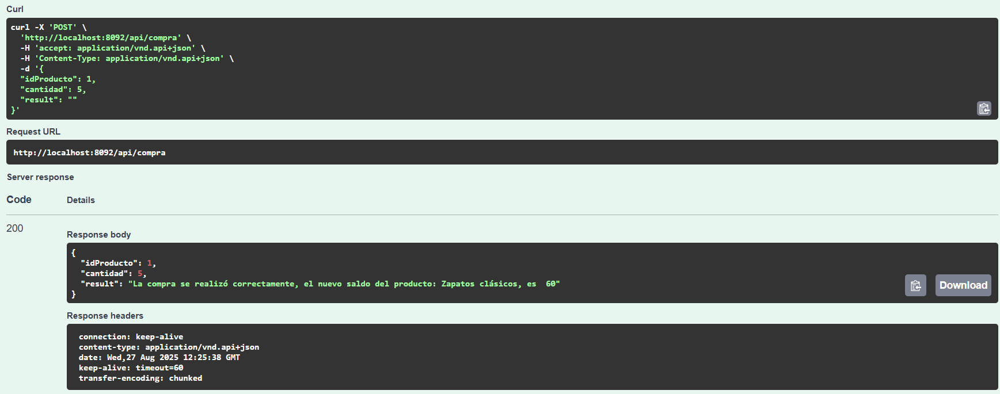 Curl
curl -X 'POST' \
  'http://localhost:8092/api/compra' \
  -H 'accept: application/vnd.api+json' \
  -H 'Content-Type: application/vnd.api+json' \
  -d '{
  "idProducto": 1,
  "cantidad": 5,
  "result": ""
}'
Request URL
http://localhost:8092/api/compra
Server response
Code Details
200
Response body
{
  "idProducto": 1,
  "cantidad": 5,
  "result": "La compra se realizó correctamente, el nuevo saldo del producto: Zapatos clásicos, es  60"
}
Download
Response headers
connection: keep-alive
content-type: application/vnd.api+json
date: Wed,27 Aug 2025 12:25:38 GMT
keep-alive: timeout=60
transfer-encoding: chunked